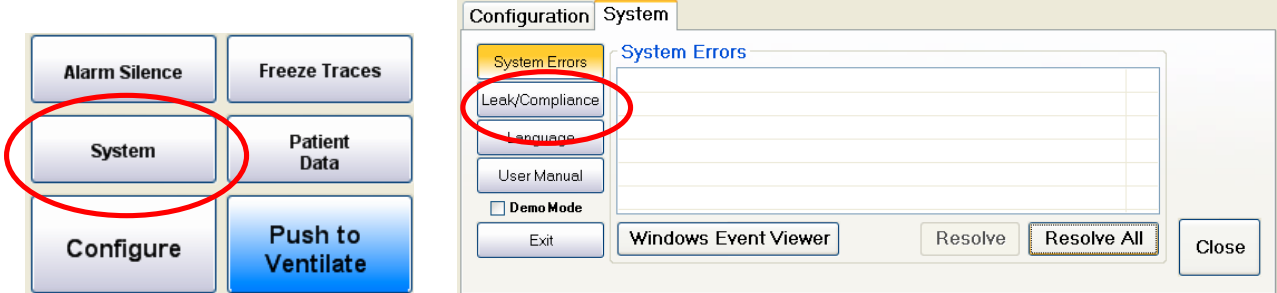 Alarm Silence
Freeze Traces
System
Patient
Data
Configure
Push to
Ventilate
Configuration
System
System Errors
Leak/Compliance
Language
User Manual
Demo Mode
Exit
System Errors
Windows Event Viewer
Resolve
Resolve All
Close